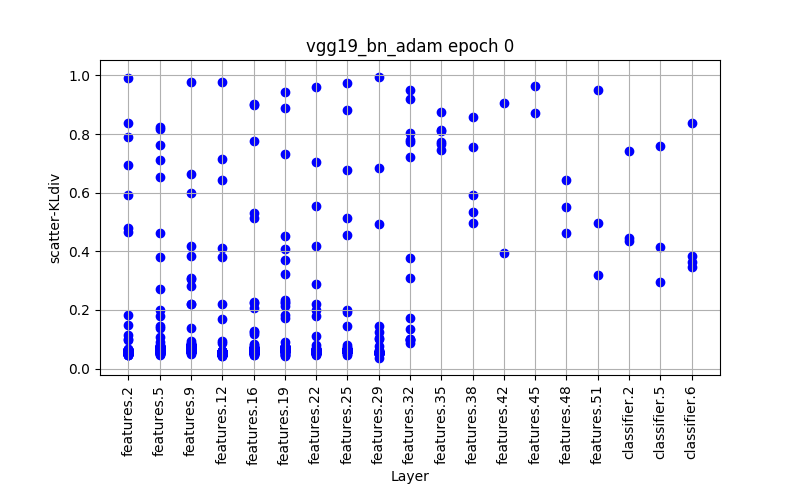 vgg19_bn_adam epoch 0
scatter-KLdiv
1.0
0.8
0.6
0.4
0.2
0.0
features.2
features.5
features.9
features.12
features.16
features.19
features.22
features.25
features.29
features.32
features.35
features.38
features.42
features.45
features.48
features.51
classifier.2
classifier.5
classifier.6
Layer